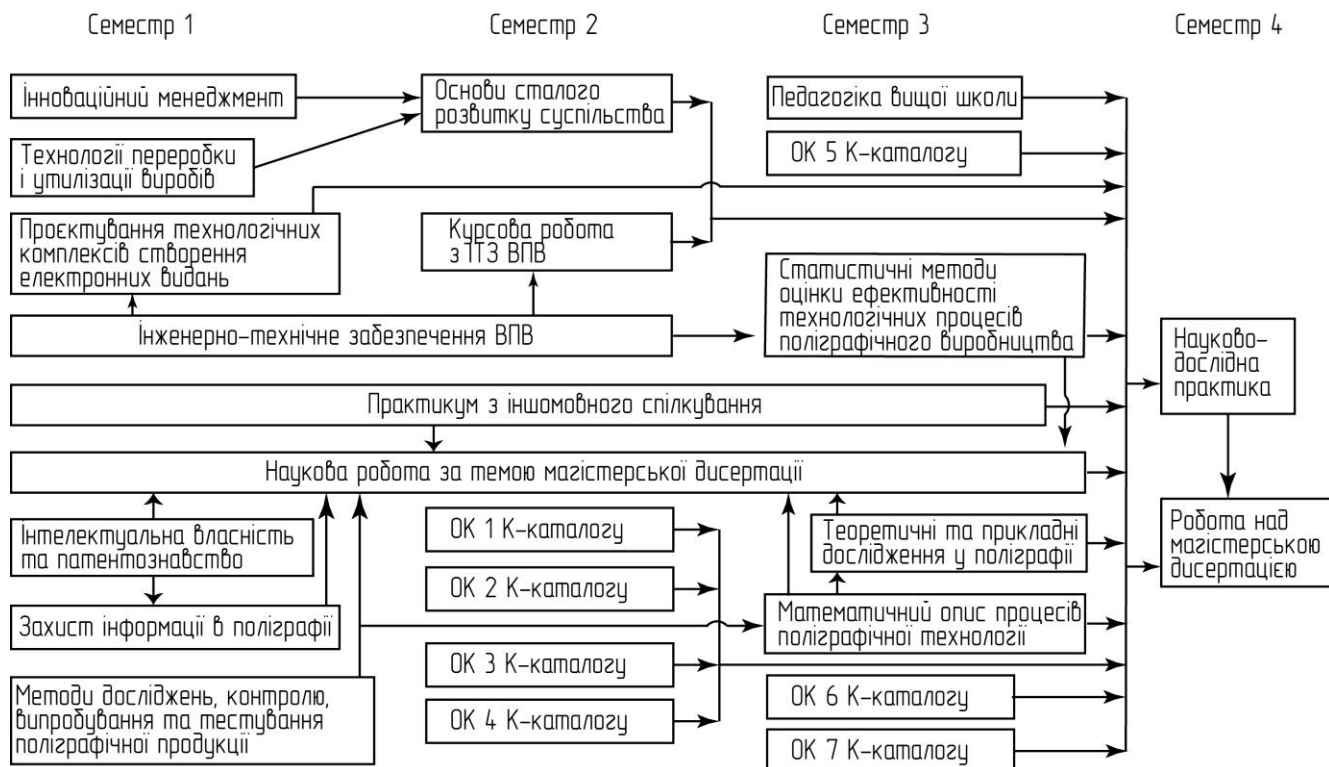 Семестр 1
Семестр 2
Семестр 3
Семестр 4
Інноваційний менеджмент
Основи сталого
розвитку суспільства
Педагогіка вищої школи
Технології переробки
і утилізації виробів
ОК 5 К-каталогу
Проєктування технологічних
комплексів створення
електронних видань
Курсова робота
з ІТЗ ВПВ
Статистичні методи
оцінки ефективності
технологічних процесів
поліграфічного виробництва
Інженерно-технічне забезпечення ВПВ
Науково-
дослідна
практика
Практикум з іншомовного спілкування
Наукова робота за темою магістерської дисертації
Інтелектуальна власність
та патентознавство
ОК 1 К-каталогу
Теоретичні та прикладні
дослідження у поліграфії
Робота над
магістерською
дисертацією
ОК 2 К-каталогу
Захист інформації в поліграфії
Математичний опис процесів
поліграфічної технології
ОК 3 К-каталогу
Методи досліджень, контролю,
випробування та тестування
поліграфічної продукції
ОК 6 К-каталогу
ОК 4 К-каталогу
ОК 7 К-каталогу